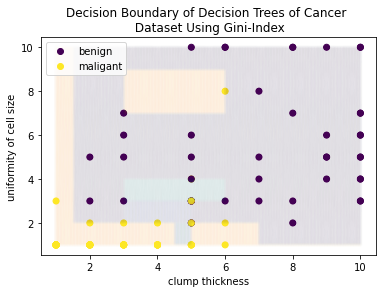 Decision Boundary of Decision Trees of Cancer
Dataset Using Gini-Index
benign
maligant
10
8
6
4
2
uniformity of cell size
2
4
6
8
10
clump thickness